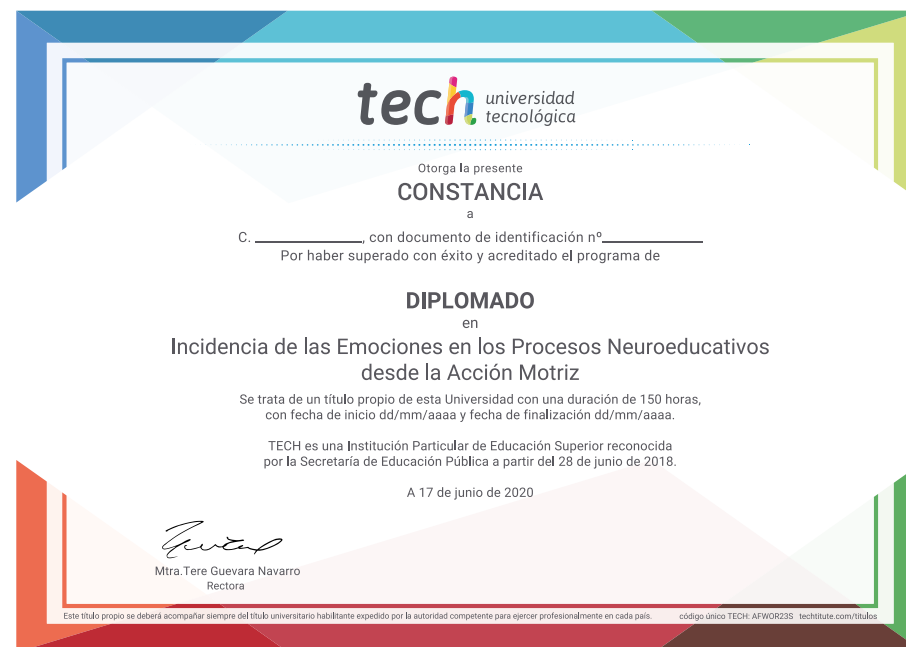 tech universidad
tecnológica
Otorga la presente
CONSTANCIA
a
C. ____________, con documento de identificación nº____________
Por haber superado con éxito y acreditado el programa de
DIPLOMADO
en
Incidencia de las Emociones en los Procesos Neuroeducativos
desde la Acción Motriz
Se trata de un título propio de esta Universidad con una duración de 150 horas,
con fecha de inicio dd/mm/aaaa y fecha de finalización dd/mm/aaaa.
TECH es una Institución Particular de Educación Superior reconocida
por la Secretaría de Educación Pública a partir del 28 de junio de 2018.
A 17 de junio de 2020
Mtra.Tere Guevara Navarro
Rectora
Este título propio se deberá acompañar siempre del título universitario habilitante expedido por la autoridad competente para ejercer profesionalmente en cada país. código único TECH: AFWOR23S techtitute.com/titulos